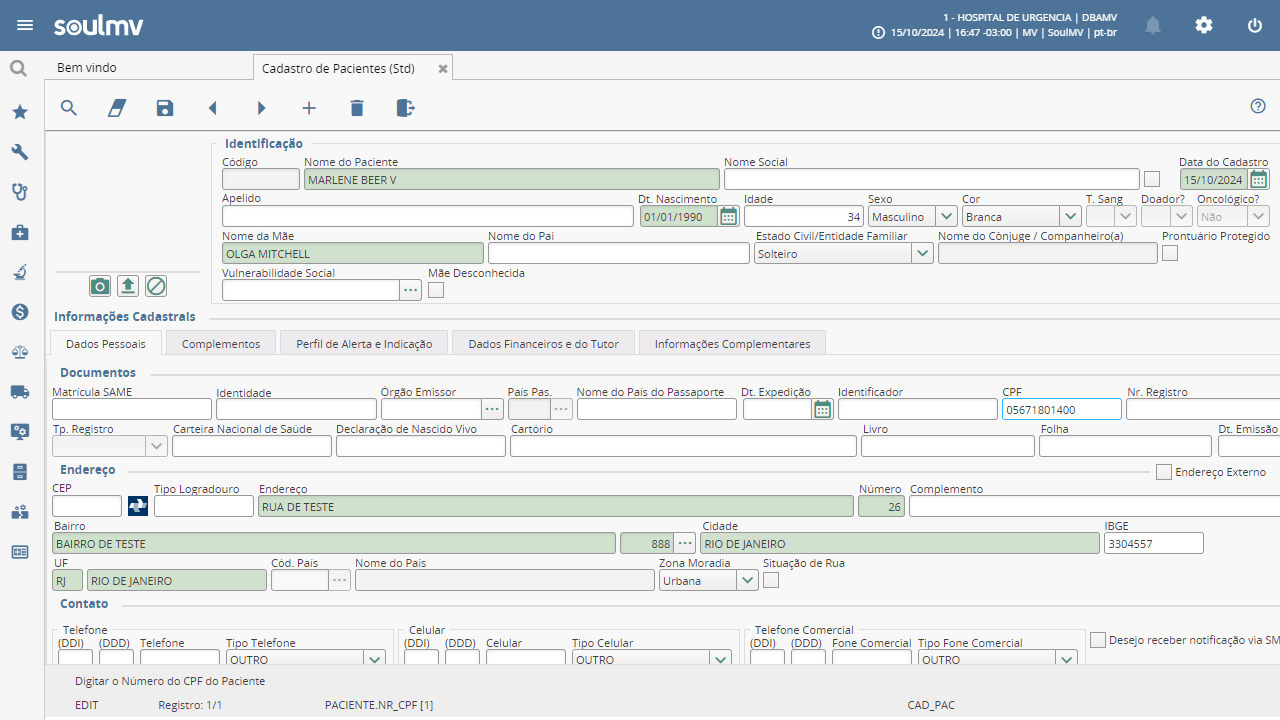 soulmv
1 - HOSPITAL DE URGENCIA | DBAMV
15/10/2024 | 16:47 -03:00 | MV | SoulMV | pt-br
Bem vindo
Cadastro de Pacientes (Std)
Identificação
Código
Nome do Paciente
Nome Social
Data do Cadastro
MARLENE BEER V
15/10/2024
Apelido
Dt. Nascimento
Idade
Sexo
Cor
T. Sang
Doador?
Oncológico?
01/01/1990
34
Masculino
Branca
Não
Nome da Mãe
Nome do Pai
Estado Civil/Entidade Familiar
Nome do Cônjuge / Companheiro(a)
Prontuário Protegido
OLGA MITCHELL
Solteiro
Vulnerabilidade Social
Mãe Desconhecida
Informações Cadastrais
Dados Pessoais
Complementos
Perfil de Alerta e Indicação
Dados Financeiros e do Tutor
Informações Complementares
Documentos
Matrícula SAME
Identidade
Órgão Emissor
País Pas.
Nome do País do Passaporte
Dt. Expedição
Identificador
CPF
Nr. Registro
05671801400
Tp. Registro
Carteira Nacional de Saúde
Declaração de Nascido Vivo
Cartório
Livro
Folha
Dt. Emissão
Endereço
Endereço Externo
CEP
Tipo Logradouro
Endereço
Número
Complemento
RUA DE TESTE
26
Bairro
Cidade
IBGE
BAIRRO DE TESTE
888
RIO DE JANEIRO
3304557
UF
Cód. País
Nome do País
Zona Moradia
Situação de Rua
RJ
RIO DE JANEIRO
Urbana
Contato
Telefone
Celular
Telefone Comercial
(DDI)
(DDD)
Telefone
Tipo Telefone
(DDI)
(DDD)
Celular
Tipo Celular
(DDI)
(DDD)
Fone Comercial
Tipo Fone Comercial
Desejo receber notificação via SM
OUTRO
OUTRO
OUTRO
Digitar o Número do CPF do Paciente
EDIT
Registro: 1/1
PACIENTE.NR_CPF [1]
CAD_PAC